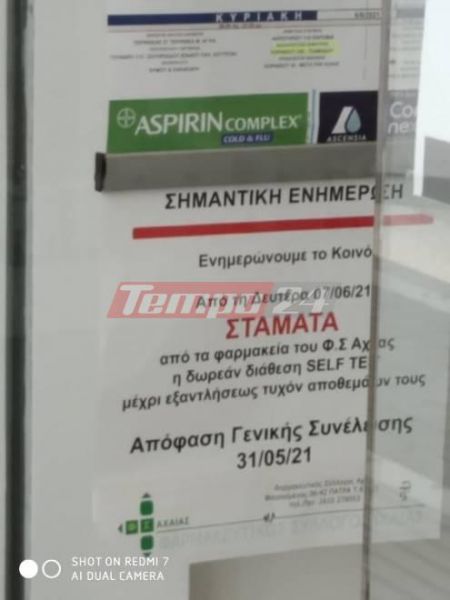 ΚΥΡΙΑΚΗ
ASPIRIN COMPLEX
COLD & FLU
ASCENSIA
ΣΗΜΑΝΤΙΚΗ ΕΝΗΜΕΡΩΣΗ
Ενημερώνουμε το Κοινό
Από τη Δευτέρα 07/06/21
Tempo24
ΣΤΑΜΑΤΑ
από τα φαρμακεία του Φ.Σ Αχαΐας
η δωρεάν διάθεση SELF TEST
μέχρι εξαντλήσεως τυχόν αποθεμάτων τους
Απόφαση Γενικής Συνέλευσης
31/05/21
ΦΣ ΑΧΑΙΑΣ
SHOT ON REDMI 7
AI DUAL CAMERA